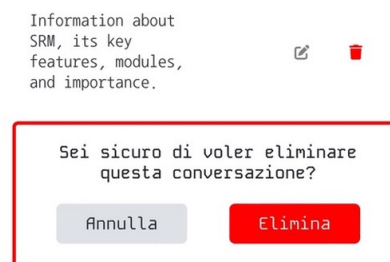 Information about
SRM, its key
features, modules,
and importance.
Sei sicuro di voler eliminare
questa conversazione?
Annulla
Elimina